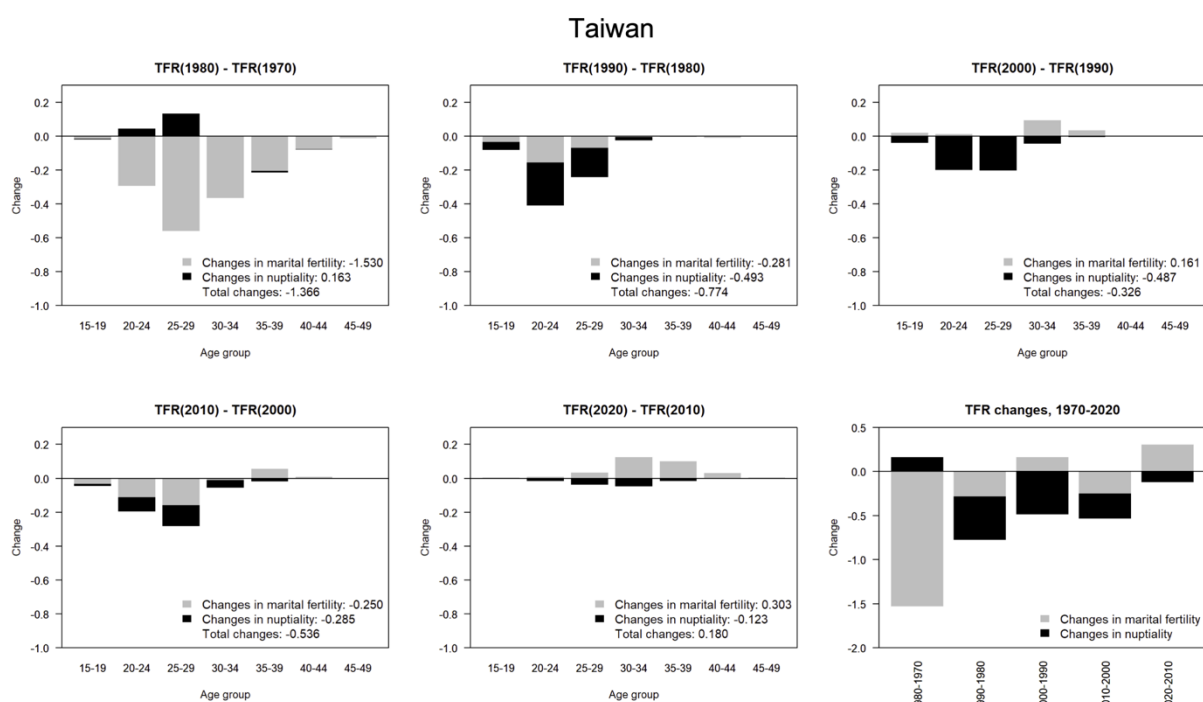 Taiwan
TFR(1980) - TFR(1970)
0.2
0.0
-0.2
-0.4
-0.6
-0.8
-1.0
Change
Changes in marital fertility: -1.530
Changes in nuptiality: 0.163
Total changes: -1.366
15-19 20-24 25-29 30-34 35-39 40-44 45-49
Age group
TFR(1990) - TFR(1980)
0.2
0.0
-0.2
-0.4
-0.6
-0.8
-1.0
Change
Changes in marital fertility: -0.281
Changes in nuptiality: -0.493
Total changes: -0.774
15-19 20-24 25-29 30-34 35-39 40-44 45-49
Age group
TFR(2000) - TFR(1990)
0.2
0.0
-0.2
-0.4
-0.6
-0.8
-1.0
Change
Changes in marital fertility: 0.161
Changes in nuptiality: -0.487
Total changes: -0.326
15-19 20-24 25-29 30-34 35-39 40-44 45-49
Age group
TFR(2010) - TFR(2000)
0.2
0.0
-0.2
-0.4
-0.6
-0.8
-1.0
Change
Changes in marital fertility: -0.250
Changes in nuptiality: -0.285
Total changes: -0.536
15-19 20-24 25-29 30-34 35-39 40-44 45-49
Age group
TFR(2020) - TFR(2010)
0.2
0.0
-0.2
-0.4
-0.6
-0.8
-1.0
Change
Changes in marital fertility: 0.303
Changes in nuptiality: -0.123
Total changes: 0.180
15-19 20-24 25-29 30-34 35-39 40-44 45-49
Age group
TFR changes, 1970-2020
0.5
0.0
-0.5
-1.0
-1.5
-2.0
Change
Changes in marital fertility
Changes in nuptiality
980-1970
990-1980
000-1990
010-2000
020-2010